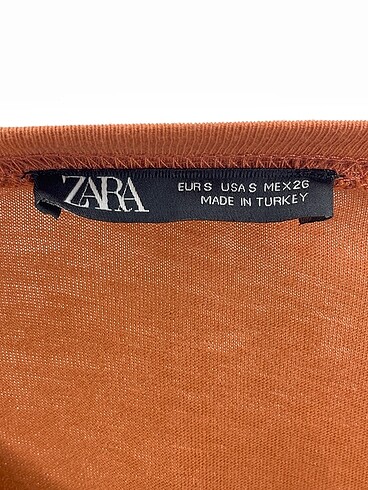 ZARA
EUR S USA S MEX 26
MADE IN TURKEY